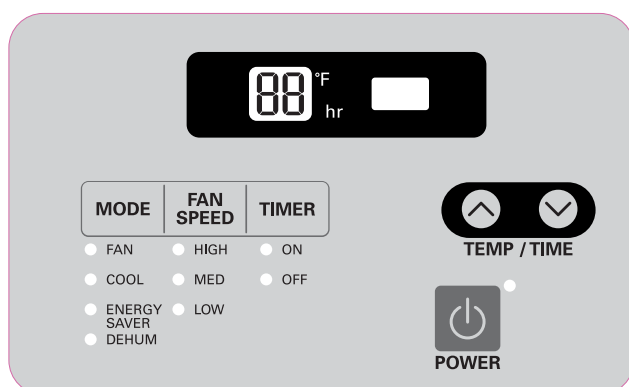 88 °F
hr
MODE
FAN SPEED
TIMER
FAN
COOL
ENERGY SAVER
DEHUM
HIGH
MED
LOW
ON
OFF
TEMP / TIME
POWER